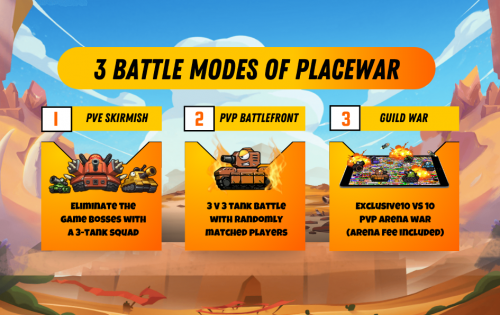 3 BATTLE MODES OF PLACEWAR
1 PVE SKIRMISH
ELIMINATE THE
GAME BOSSES WITH
A 3-TANK SQUAD
2 PVP BATTLEFRONT
3 V 3 TANK BATTLE
WITH RANDOMLY
MATCHED PLAYERS
3 GUILD WAR
EXCLUSIVE10 VS 10
PVP ARENA WAR
(ARENA FEE INCLUDED)